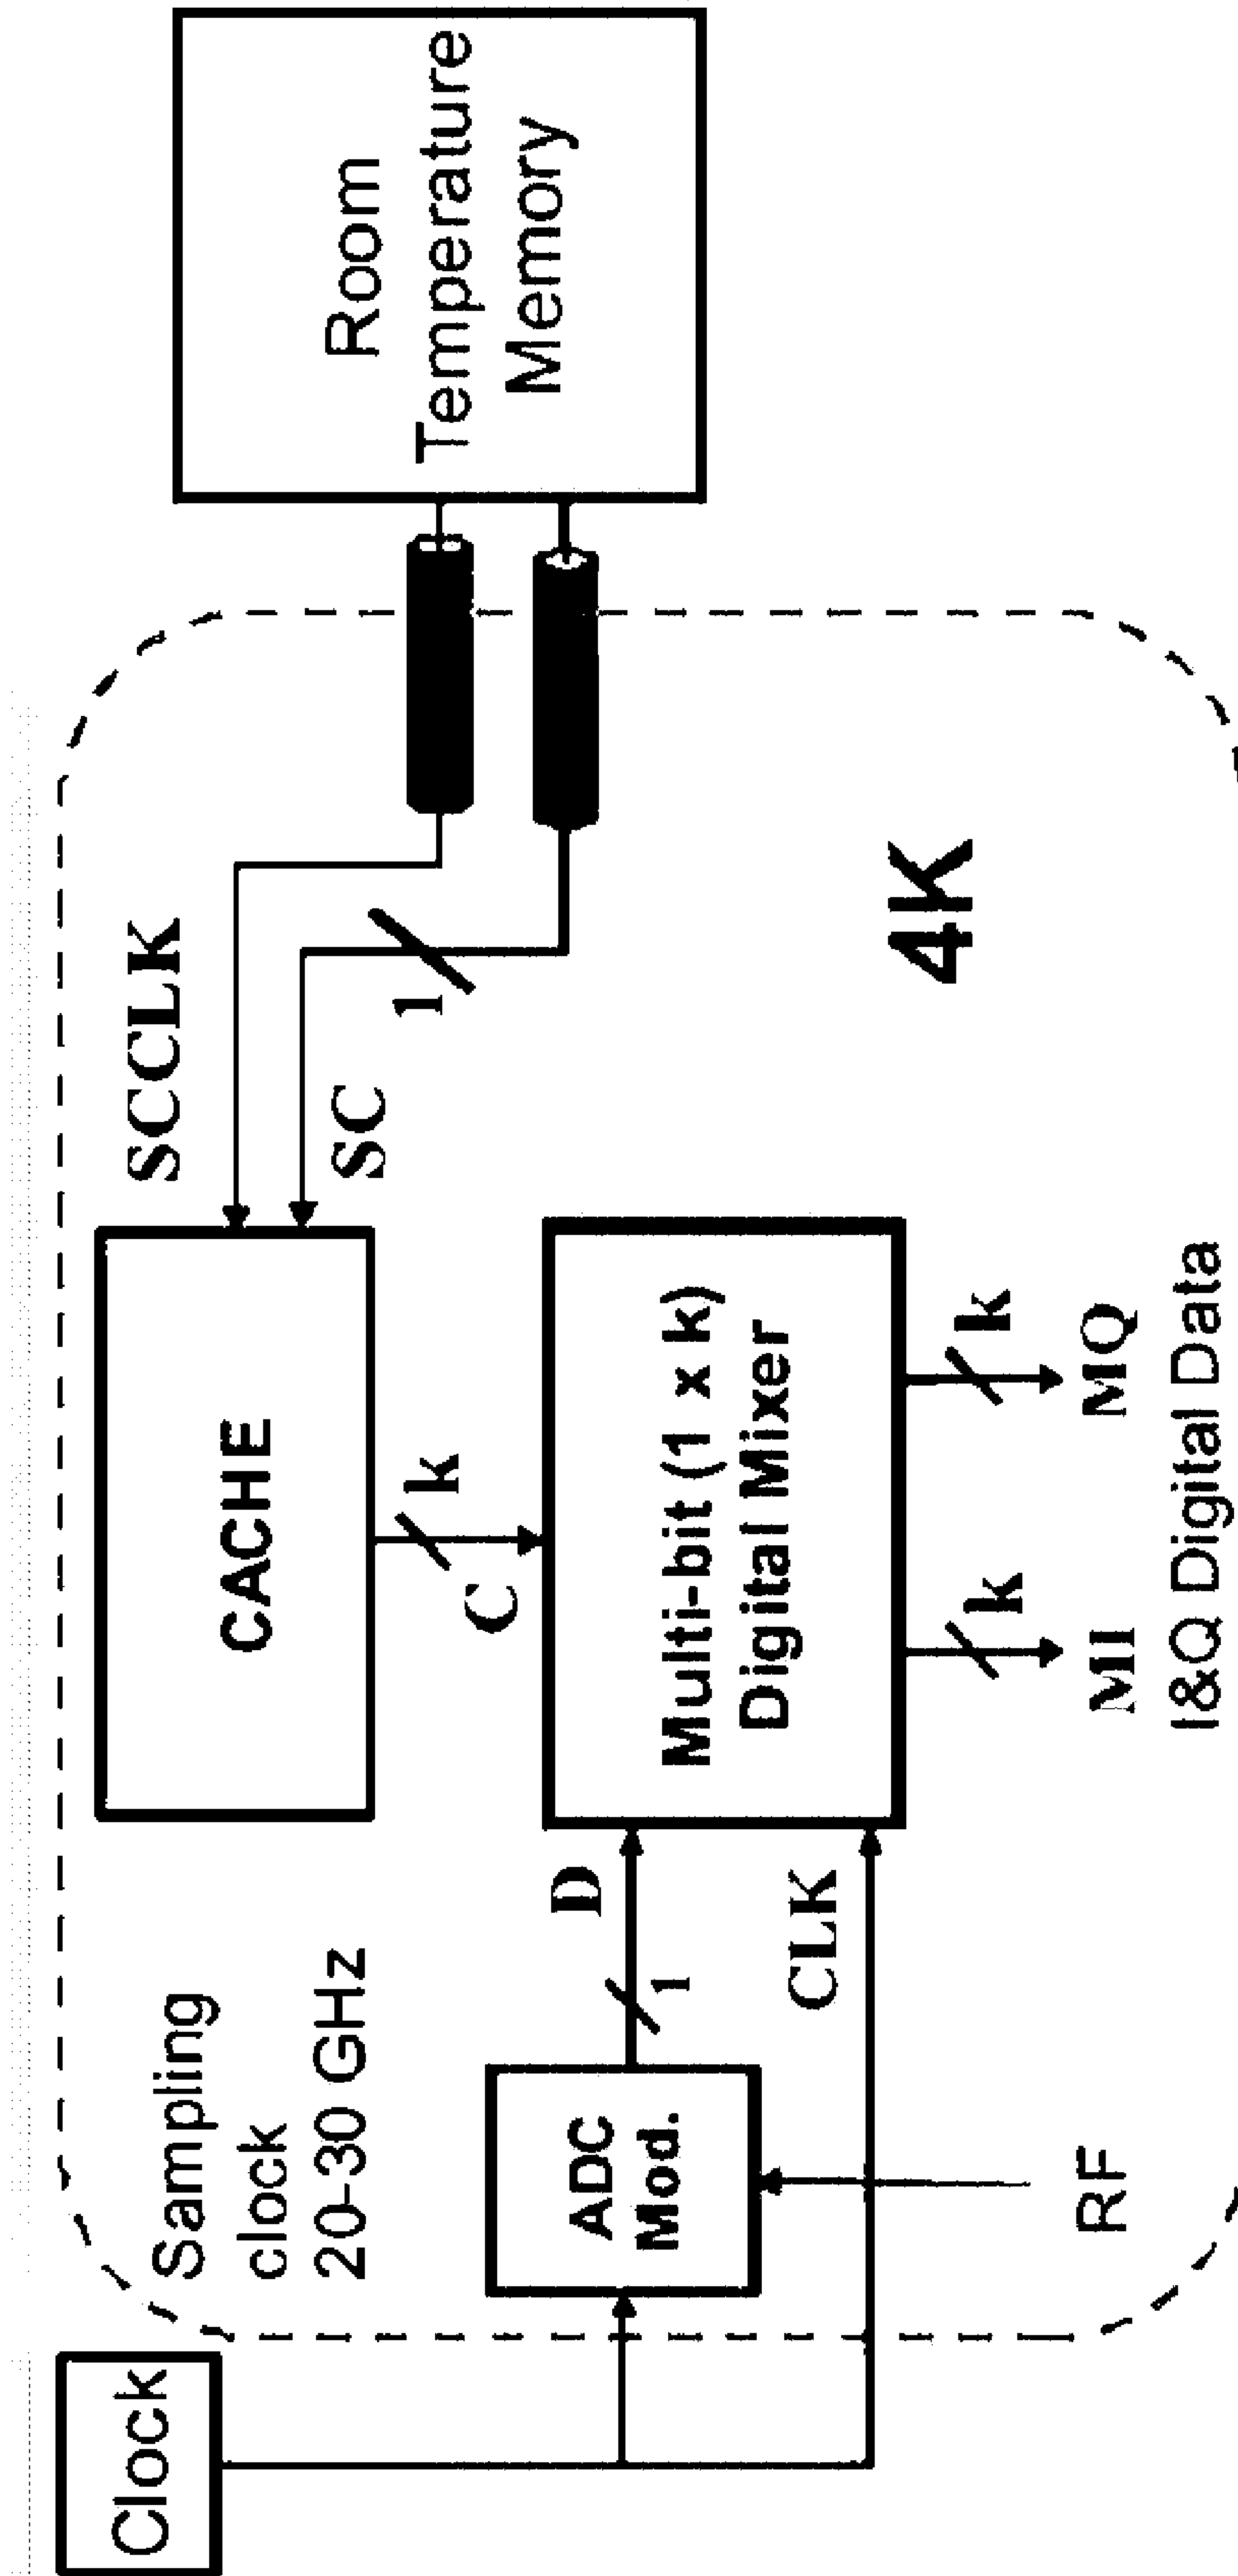 Clock
Sampling
clock
20-30 GHz
CACHE
SCCLK
SC
1
Room
Temperature
Memory
C
k
ADC
Mod.
D
1
CLK
Multi-bit (1 x k)
Digital Mixer
4K
RF
k
k
MI
MQ
I&Q Digital Data